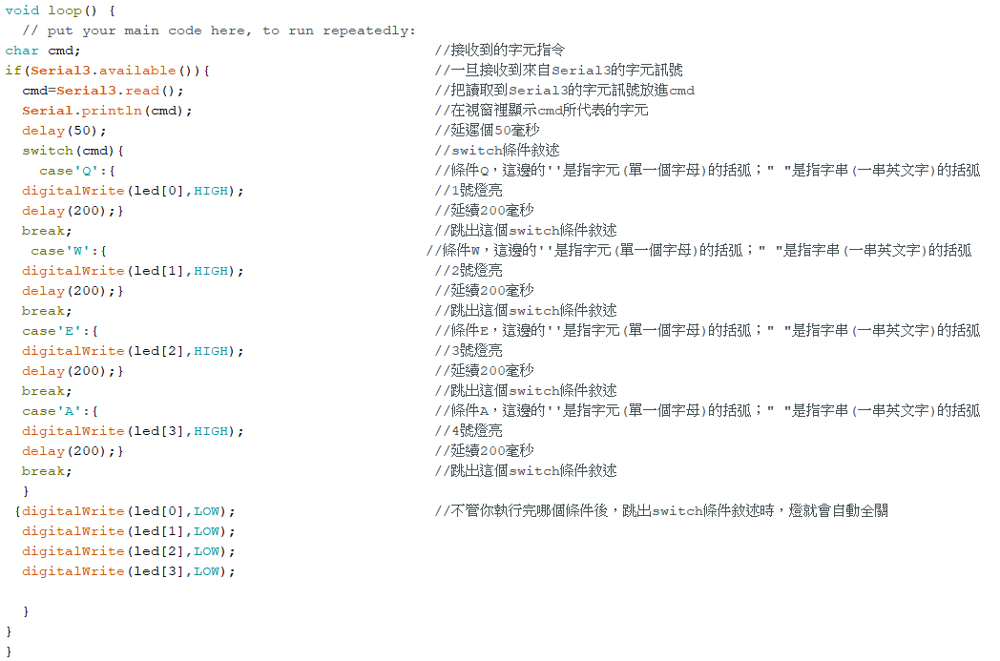 void loop() {
// put your main code here, to run repeatedly:
char cmd; //接收到的字元指令
if(Serial3.available()){ //一旦接收到來自Serial3的字元訊號
cmd=Serial3.read(); //把讀取到Serial3的字元訊號放進cmd
Serial.println(cmd); //在視窗裡顯示cmd所代表的字元
delay(50); //延遲個50毫秒
switch(cmd){ //switch條件敘述
case'Q':{ //條件Q，這邊的''是指字元(單一個字母)的括弧；" "是指字串(一串英文字)的括弧
digitalWrite(led[0],HIGH); //1號燈亮
delay(200);} //延續200毫秒
break; //跳出這個switch條件敘述
case'W':{ //條件W，這邊的''是指字元(單一個字母)的括弧；" "是指字串(一串英文字)的括弧
digitalWrite(led[1],HIGH); //2號燈亮
delay(200);} //延續200毫秒
break; //跳出這個switch條件敘述
case'E':{ //條件E，這邊的''是指字元(單一個字母)的括弧；" "是指字串(一串英文字)的括弧
digitalWrite(led[2],HIGH); //3號燈亮
delay(200);} //延續200毫秒
break; //跳出這個switch條件敘述
case'A':{ //條件A，這邊的''是指字元(單一個字母)的括弧；" "是指字串(一串英文字)的括弧
digitalWrite(led[3],HIGH); //4號燈亮
delay(200);} //延續200毫秒
break; //跳出這個switch條件敘述
}
{digitalWrite(led[0],LOW); //不管你執行完哪個條件後，跳出switch條件敘述時，燈就會自動全關
digitalWrite(led[1],LOW);
digitalWrite(led[2],LOW);
digitalWrite(led[3],LOW);
}
}
}